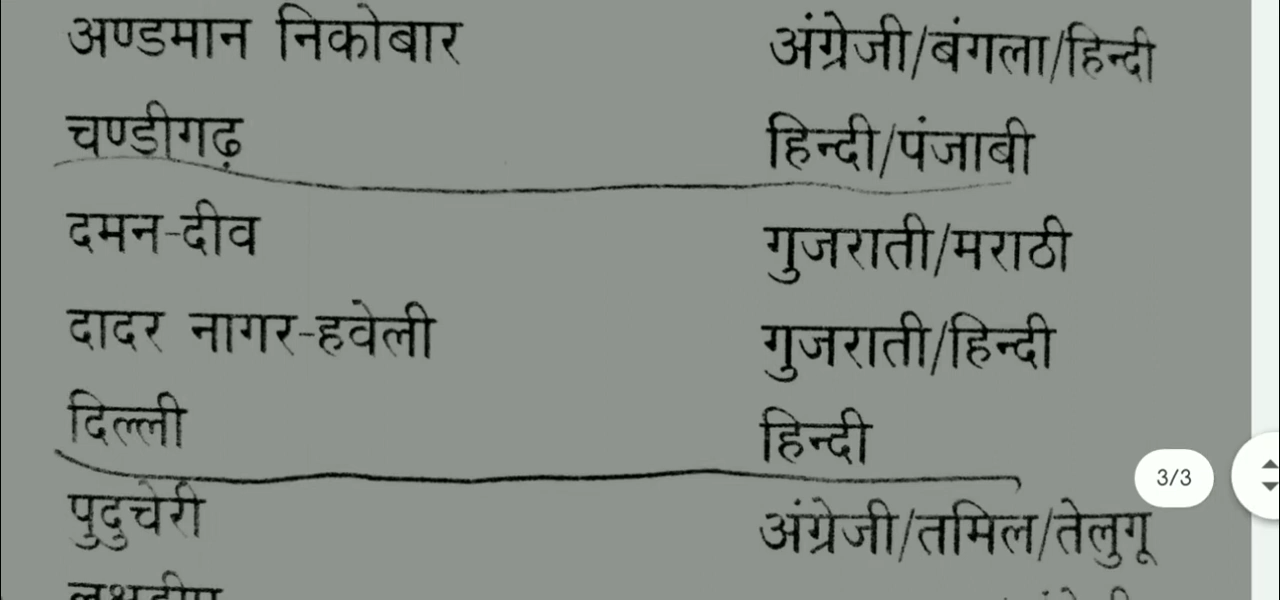 अण्डमान निकोबार अंग्रेजी/बंगला/हिन्दी
चण्डीगढ़ हिन्दी/पंजाबी
दमन-दीव गुजराती/मराठी
दादर नागर-हवेली गुजराती/हिन्दी
दिल्ली हिन्दी
3/3
पुदुचेरी अंग्रेजी/तमिल/तेलुगू